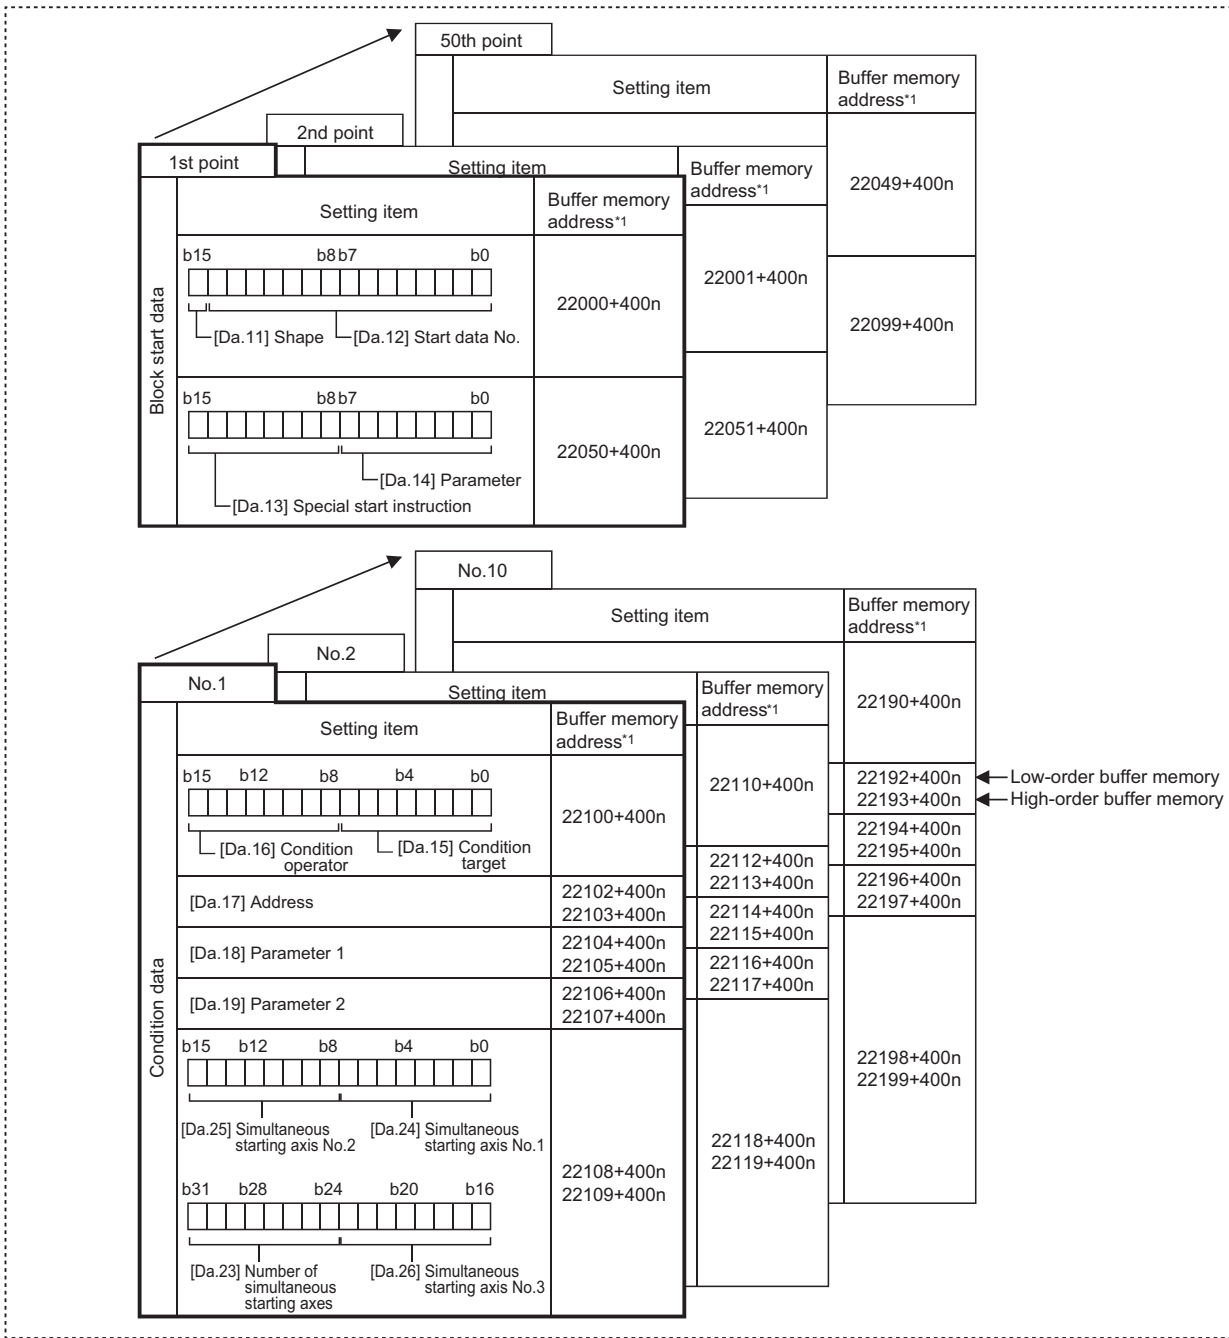 50th point
Setting item
Buffer memory
address*1
22049+400n
22099+400n
2nd point
Setting item
Buffer memory
address*1
22001+400n
22051+400n
1st point
Block start data
Setting item
Buffer memory
address*1
b15 b8 b7 b0
[Da.11] Shape [Da.12] Start data No.
22000+400n
b15 b8 b7 b0
[Da.14] Parameter
[Da.13] Special start instruction
22050+400n
No.10
Setting item
Buffer memory
address*1
22190+400n
22192+400n Low-order buffer memory
22193+400n High-order buffer memory
22194+400n
22195+400n
22196+400n
22197+400n
22198+400n
22199+400n
No.2
Setting item
Buffer memory
address*1
22110+400n
22112+400n
22113+400n
22114+400n
22115+400n
22116+400n
22117+400n
22118+400n
22119+400n
No.1
Condition data
Setting item
Buffer memory
address*1
b15 b12 b8 b4 b0
[Da.16] Condition
operator
[Da.15] Condition
target
22100+400n
[Da.17] Address
22102+400n
22103+400n
[Da.18] Parameter 1
22104+400n
22105+400n
[Da.19] Parameter 2
22106+400n
22107+400n
b15 b12 b8 b4 b0
[Da.25] Simultaneous
starting axis No.2
[Da.24] Simultaneous
starting axis No.1
22108+400n
22109+400n
b31 b28 b24 b20 b16
[Da.23] Number of
simultaneous
starting axes
[Da.26] Simultaneous
starting axis No.3